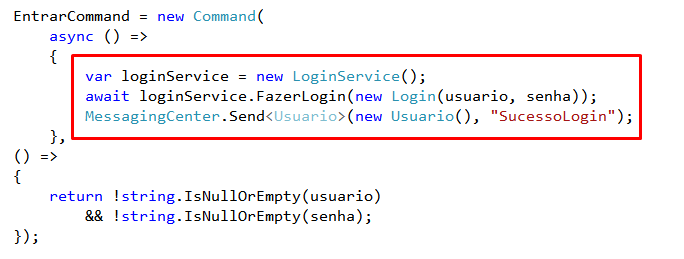 EntrarCommand = new Command(
    async () =>
    {
        var loginService = new LoginService();
        await loginService.FazerLogin(new Login(usuario, senha));
        MessagingCenter.Send<Usuario>(new Usuario(), "SucessoLogin");
    },
() =>
{
    return !string.IsNullOrEmpty(usuario)
        && !string.IsNullOrEmpty(senha);
});